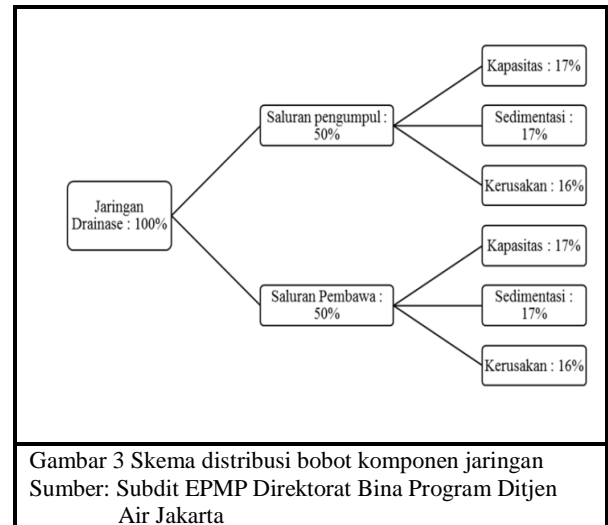 Jaringan
Drainase : 100%
Saluran pengumpul :
50%
Kapasitas : 17%
Sedimentasi :
17%
Kerusakan : 16%
Saluran Pembawa :
50%
Kapasitas : 17%
Sedimentasi :
17%
Kerusakan : 16%
Gambar 3 Skema distribusi bobot komponen jaringan
Sumber: Subdit EPMP Direktorat Bina Program Ditjen
Air Jakarta